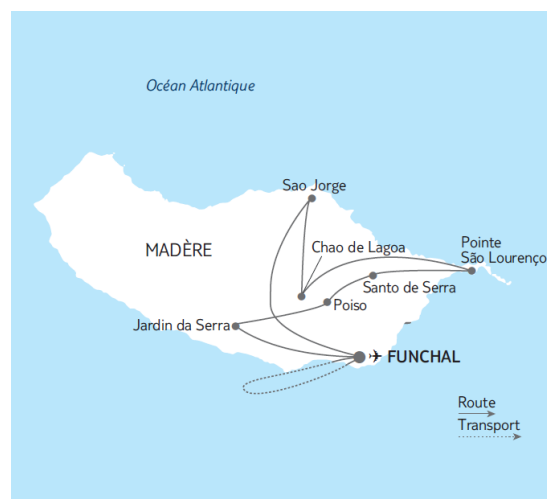 Océan Atlantique
Sao Jorge
MADÈRE
Chao de Lagoa
Pointe
São Lourenço
Santo de Serra
Poiso
Jardin da Serra
FUNCHAL
Route
Transport